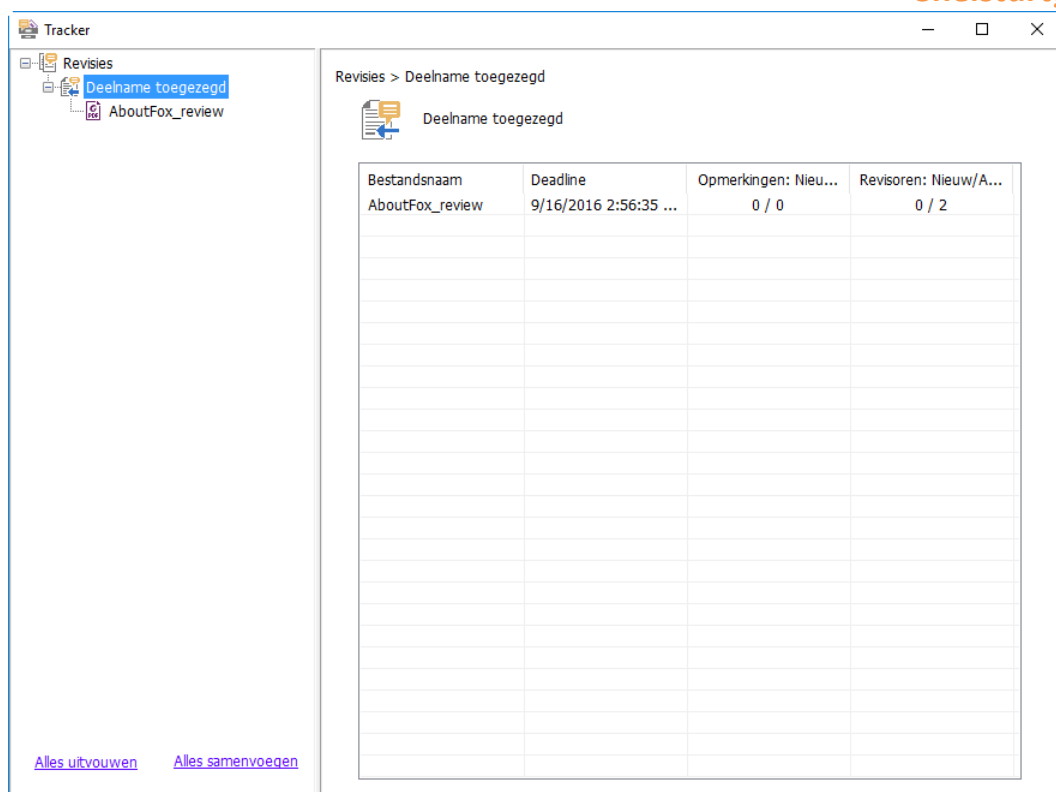 Tracker
Revisies
Deelname toegezegd
AboutFox_review
Revisies > Deelname toegezegd
Deelname toegezegd
Bestandsnaam Deadline Opmerkingen: Nieu... Revisoren: Nieuw/A...
AboutFox_review 9/16/2016 2:56:35 ... 0 / 0 0 / 2
Alles uitvouwen Alles samenvoegen